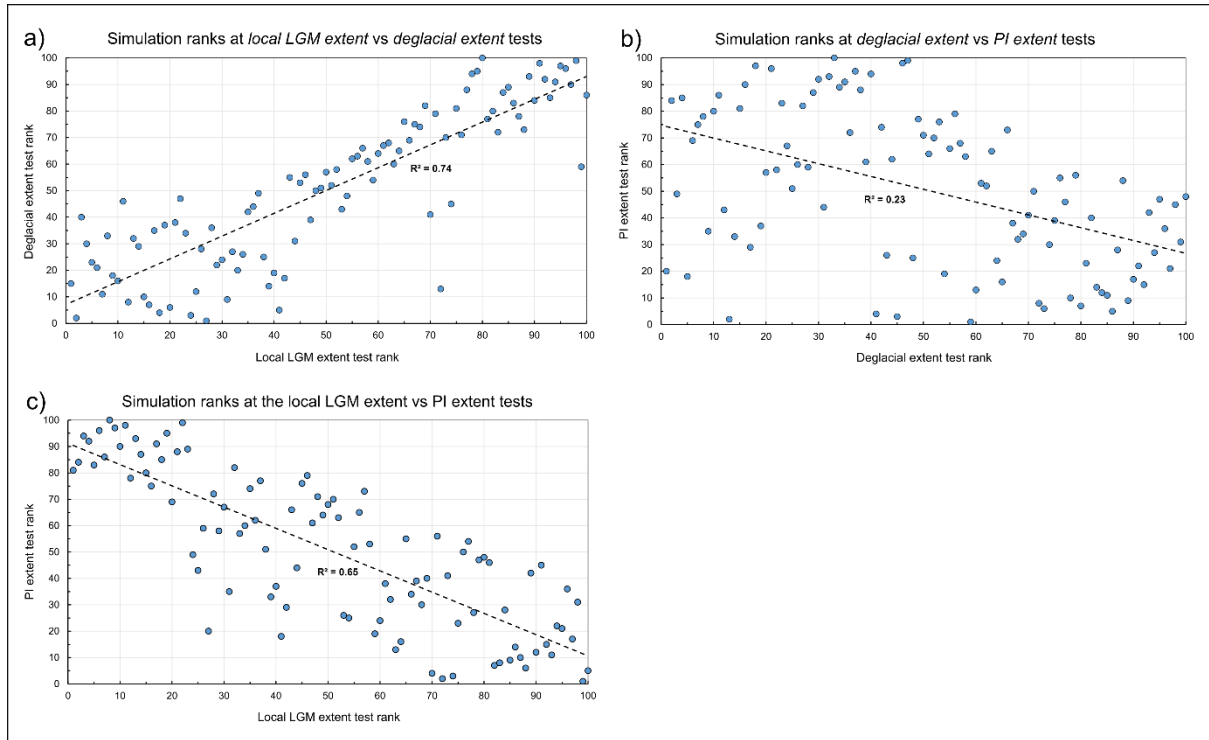 a)
Simulation ranks at local LGM extent vs deglacial extent tests
100
90
80
70
60
50
40
30
20
10
0
Deglacial extent test rank
R² = 0.74
0 10 20 30 40 50 60 70 80 90 100
Local LGM extent test rank
b)
Simulation ranks at deglacial extent vs PI extent tests
100
90
80
70
60
50
40
30
20
10
0
PI extent test rank
R² = 0.23
0 10 20 30 40 50 60 70 80 90 100
Deglacial extent test rank
c)
Simulation ranks at the local LGM extent vs PI extent tests
100
90
80
70
60
50
40
30
20
10
0
PI extent test rank
R² = 0.65
0 10 20 30 40 50 60 70 80 90 100
Local LGM extent test rank